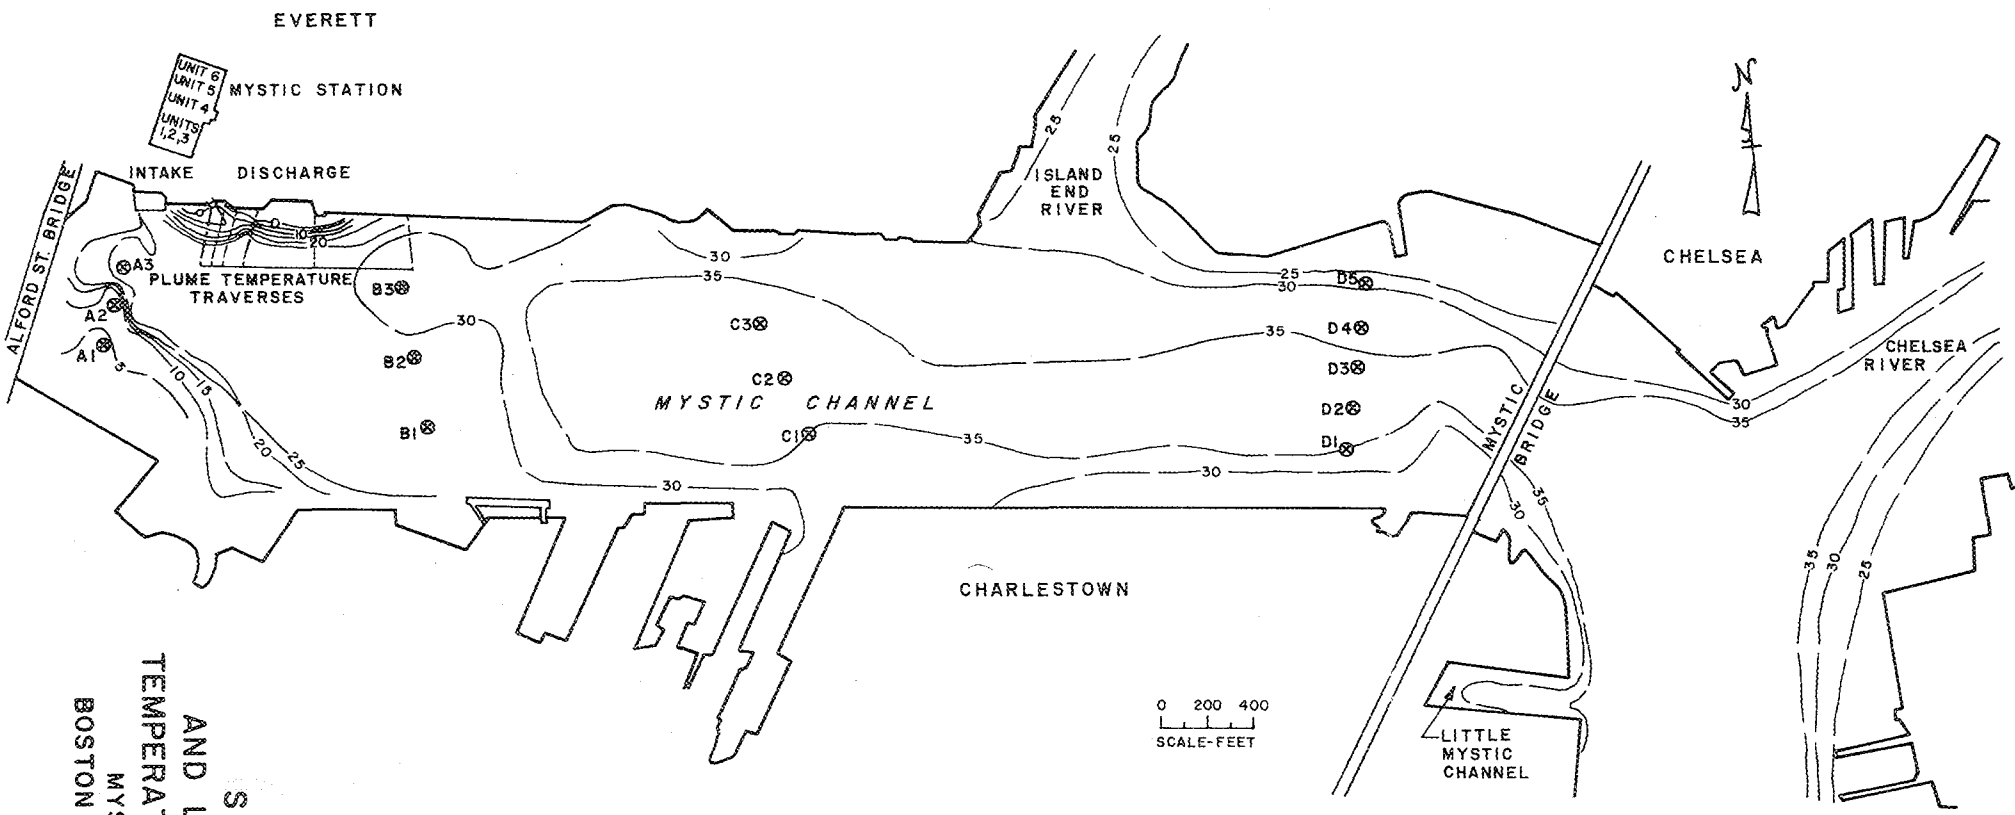 EVERETT
UNIT 6
UNIT 5
UNIT 4
UNITS
1,2,3
MYSTIC STATION
INTAKE
DISCHARGE
ALFORD ST. BRIDGE
0
0
10
20
A3
PLUME TEMPERATURE
TRAVERSES
A2
A1
5
10
15
20
25
B3
30
B2
B1
30
35
C3
C2
MYSTIC CHANNEL
C1
35
30
25
25
ISLAND
END
RIVER
25
30
D5
D4
35
D3
D2
D1
30
30
N
CHELSEA
CHELSEA
RIVER
30
35
MYSTIC
BRIDGE
35
30
35
30
25
CHARLESTOWN
0 200 400
SCALE-FEET
LITTLE
MYSTIC
CHANNEL
S
AND
TEMPERA
MYS
BOSTON